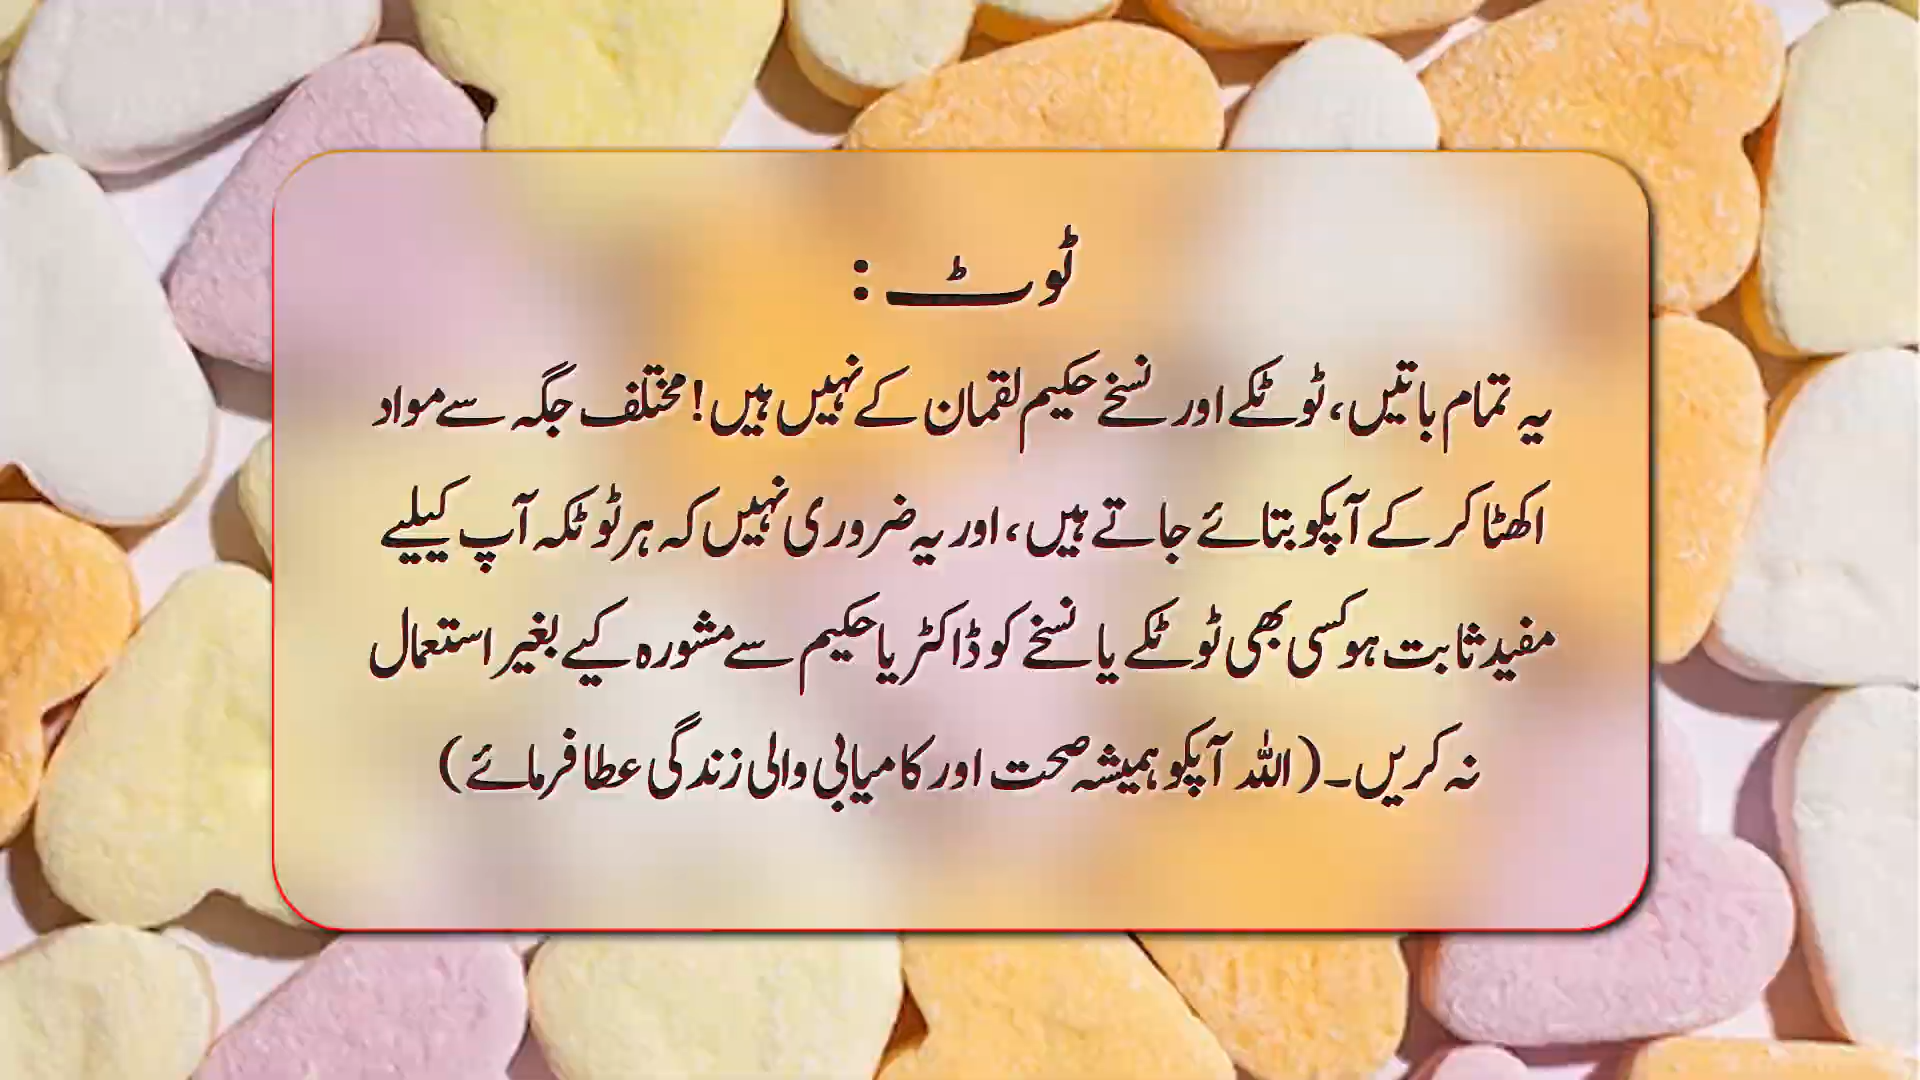 ٹوٹ :
یہ تمام باتیں، ٹوٹکے اور نسخے حکیم لقمان کے نہیں ہیں! مختلف جگہ سے مواد
اکھٹا کر کے آپکو بتائے جاتے ہیں، اور یہ ضروری نہیں کہ ہر ٹوٹکہ آپ کیلیے
مفید ثابت ہو کسی بھی ٹوٹکے یا نسخے کو ڈاکٹر یا حکیم سے مشورہ کیے بغیر استعمال
نہ کریں۔ (اللہ آپکو ہمیشہ صحت اور کامیابی والی زندگی عطا فرمائے)